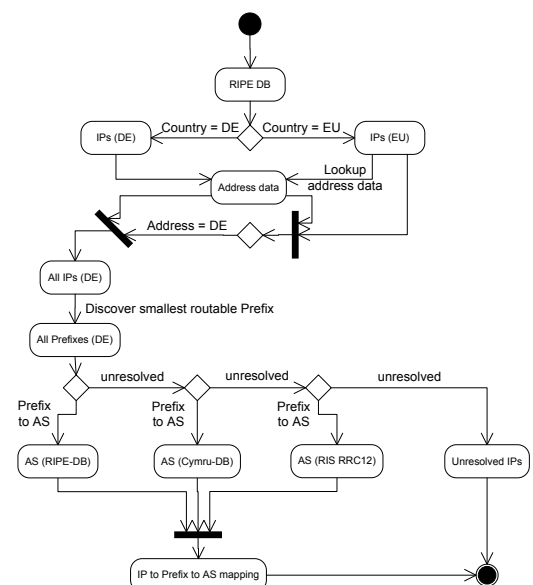 RIPE DB
Country = DE
Country = EU
IPs (DE)
IPs (EU)
Lookup
address data
Address data
Address = DE
All IPs (DE)
Discover smallest routable Prefix
All Prefixes (DE)
unresolved
unresolved
unresolved
Prefix
to AS
Prefix
to AS
Prefix
to AS
AS (RIPE-DB)
AS (Cymru-DB)
AS (RIS RRC12)
Unresolved IPs
IP to Prefix to AS mapping